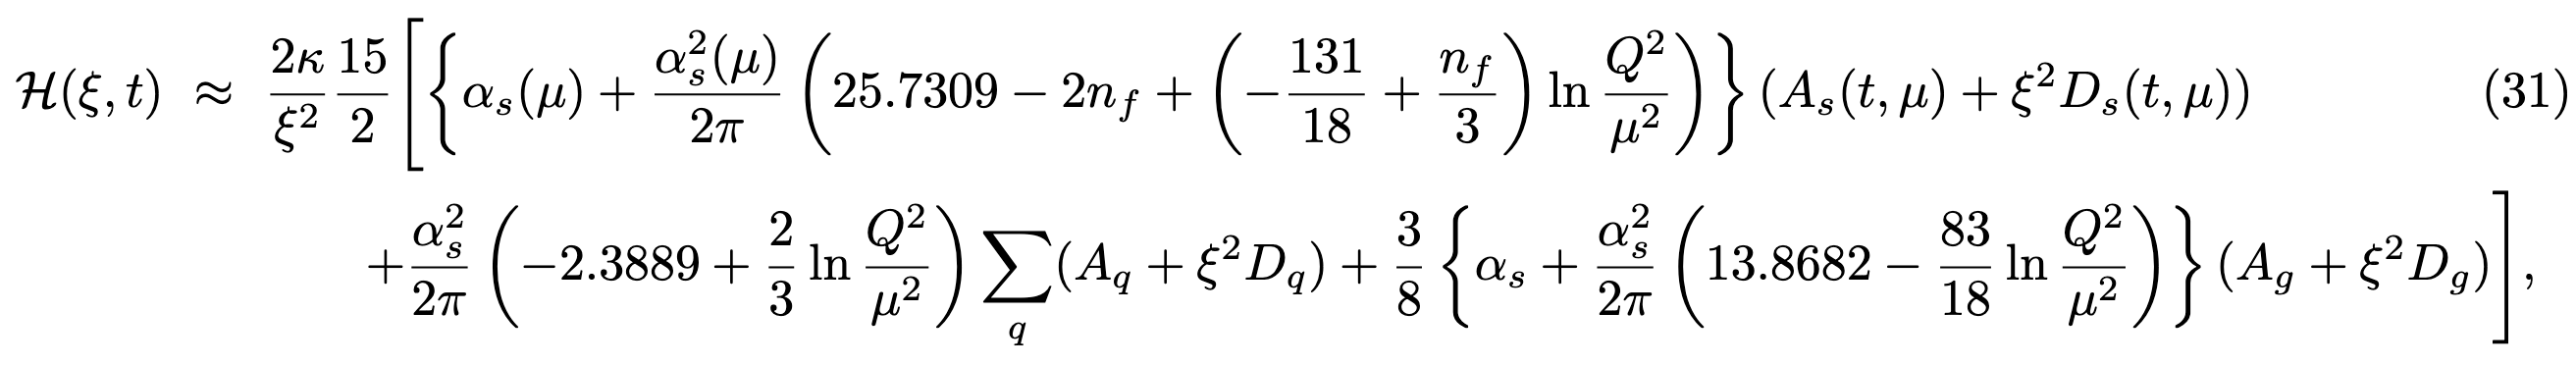 \mathcal{H}(\xi, t) \approx \frac{2\kappa}{\xi^2} \frac{15}{2} \left[ \left\{ \alpha_s(\mu) + \frac{\alpha_s^2(\mu)}{2\pi} \left( 25.7309 - 2n_f + \left( -\frac{131}{18} + \frac{n_f}{3} \right) \ln \frac{Q^2}{\mu^2} \right) \right\} (A_s(t, \mu) + \xi^2 D_s(t, \mu)) \right. (31)
\left. + \frac{\alpha_s^2}{2\pi} \left( -2.3889 + \frac{2}{3} \ln \frac{Q^2}{\mu^2} \right) \sum_q (A_q + \xi^2 D_q) + \frac{3}{8} \left\{ \alpha_s + \frac{\alpha_s^2}{2\pi} \left( 13.8682 - \frac{83}{18} \ln \frac{Q^2}{\mu^2} \right) \right\} (A_g + \xi^2 D_g) \right],